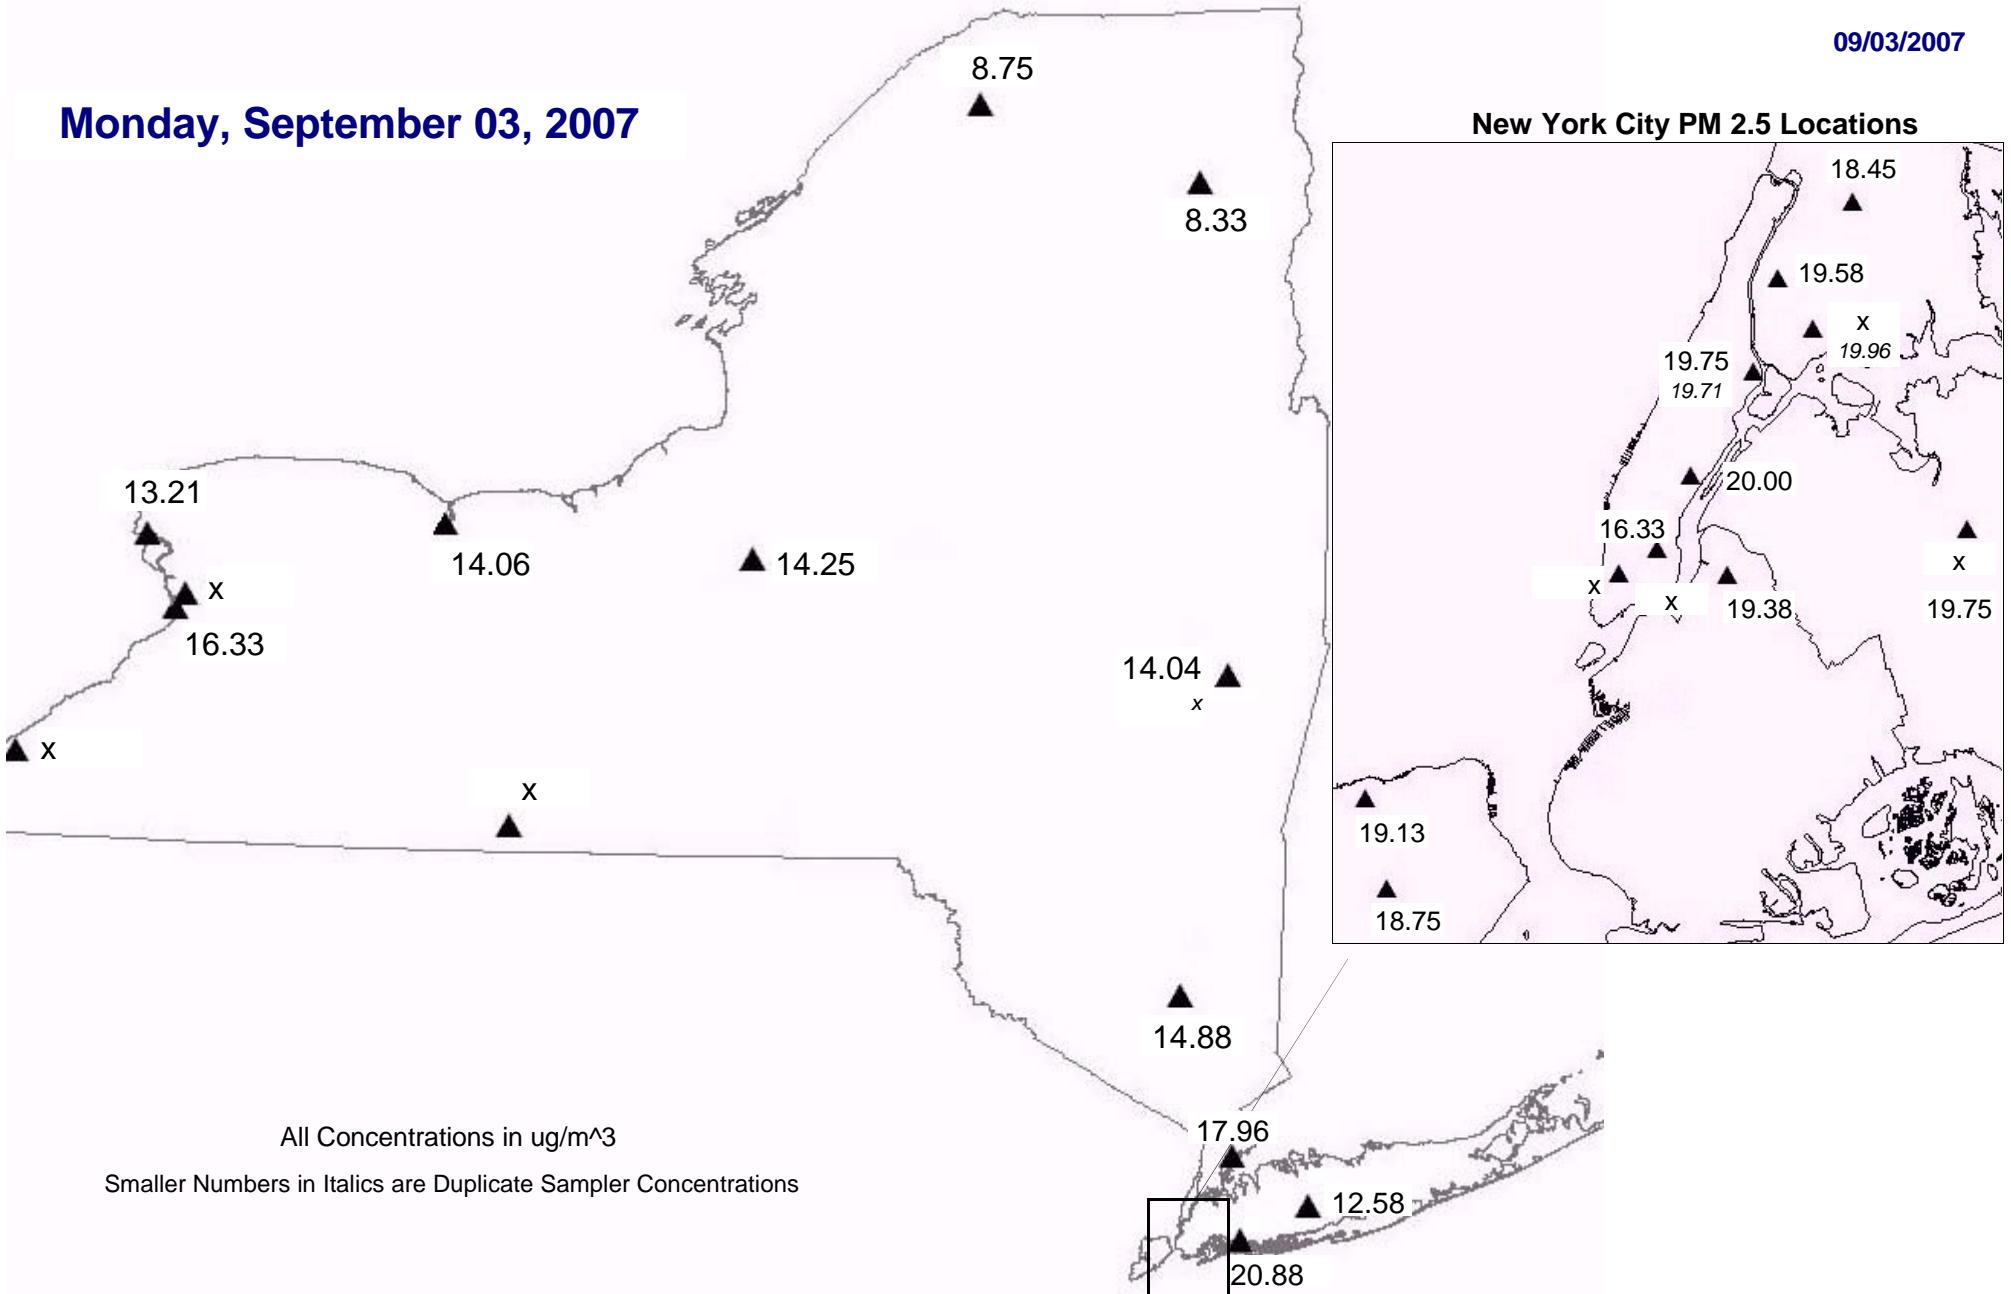 09/03/2007
Monday, September 03, 2007
8.75
8.33
13.21
14.06
14.25
x
16.33
14.04
x
x
x
14.88
17.96
12.58
20.88
All Concentrations in ug/m^3
Smaller Numbers in Italics are Duplicate Sampler Concentrations
New York City PM 2.5 Locations
18.45
19.58
x
19.96
19.75
19.71
20.00
16.33
x
x
19.38
x
19.75
19.13
18.75